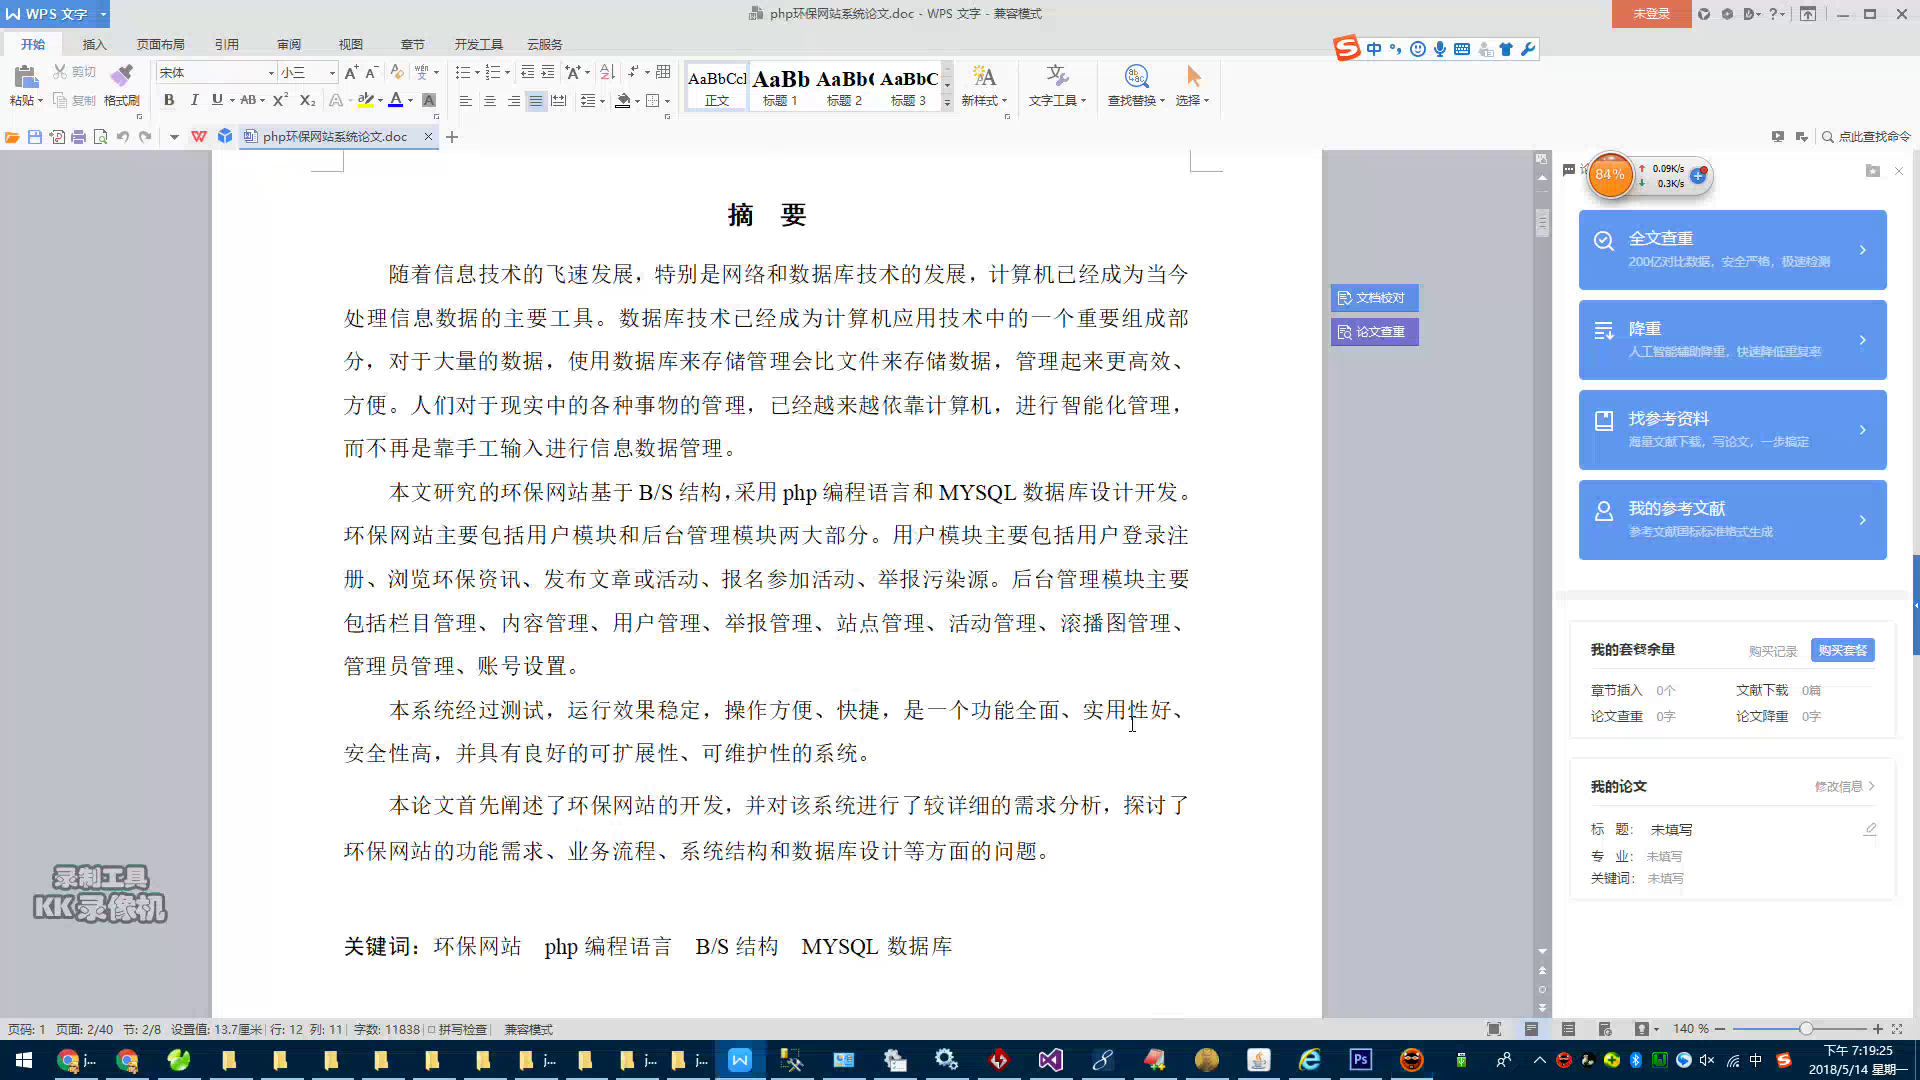 WPS 文字
php环保网站系统论文.doc - WPS 文字 - 兼容模式
未登录
开始 插入 页面布局 引用 审阅 视图 章节 开发工具 云服务
粘贴 剪切 复制 格式刷
宋体 小三
AaBbCcI AaBb AaBb( AaBbC
正文 标题 1 标题 2 标题 3 新样式 文字工具 查找替换 选择
php环保网站系统论文.doc
点此查找命令
84% 0.09K/s
0.3K/s
摘 要
随着信息技术的飞速发展，特别是网络和数据库技术的发展，计算机已经成为当今
处理信息数据的主要工具。数据库技术已经成为计算机应用技术中的一个重要组成部
分，对于大量的数据，使用数据库来存储管理会比文件来存储数据，管理起来更高效、
方便。人们对于现实中的各种事物的管理，已经越来越依靠计算机，进行智能化管理，
而不再是靠手工输入进行信息数据管理。
本文研究的环保网站基于 B/S 结构，采用 php 编程语言和 MYSQL 数据库设计开发。
环保网站主要包括用户模块和后台管理模块两大部分。用户模块主要包括用户登录注
册、浏览环保资讯、发布文章或活动、报名参加活动、举报污染源。后台管理模块主要
包括栏目管理、内容管理、用户管理、举报管理、站点管理、活动管理、滚播图管理、
管理员管理、账号设置。
本系统经过测试，运行效果稳定，操作方便、快捷，是一个功能全面、实用性好、
安全性高，并具有良好的可扩展性、可维护性的系统。
本论文首先阐述了环保网站的开发，并对该系统进行了较详细的需求分析，探讨了
环保网站的功能需求、业务流程、系统结构和数据库设计等方面的问题。
关键词：环保网站 php 编程语言 B/S 结构 MYSQL 数据库
文档校对
论文查重
全文查重
200亿对比数据，安全严格，极速检测
降重
人工智能辅助降重，快速降低重复率
找参考资料
海量文献下载，写论文，一步搞定
我的参考文献
参考文献国标标准格式生成
我的套餐余量 购买记录 购买套餐
章节插入 0个 文献下载 0篇
论文查重 0字 论文降重 0字
我的论文 修改信息
标 题： 未填写
专 业： 未填写
关键词： 未填写
录制工具
KK录像机
页码: 1 页面: 2/40 节: 2/8 设置值: 13.7厘米 行: 12 列: 11 字数: 11838 拼写检查 兼容模式
140 %
j... j... j... j...
中
下午 7:19:25
2018/5/14 星期一